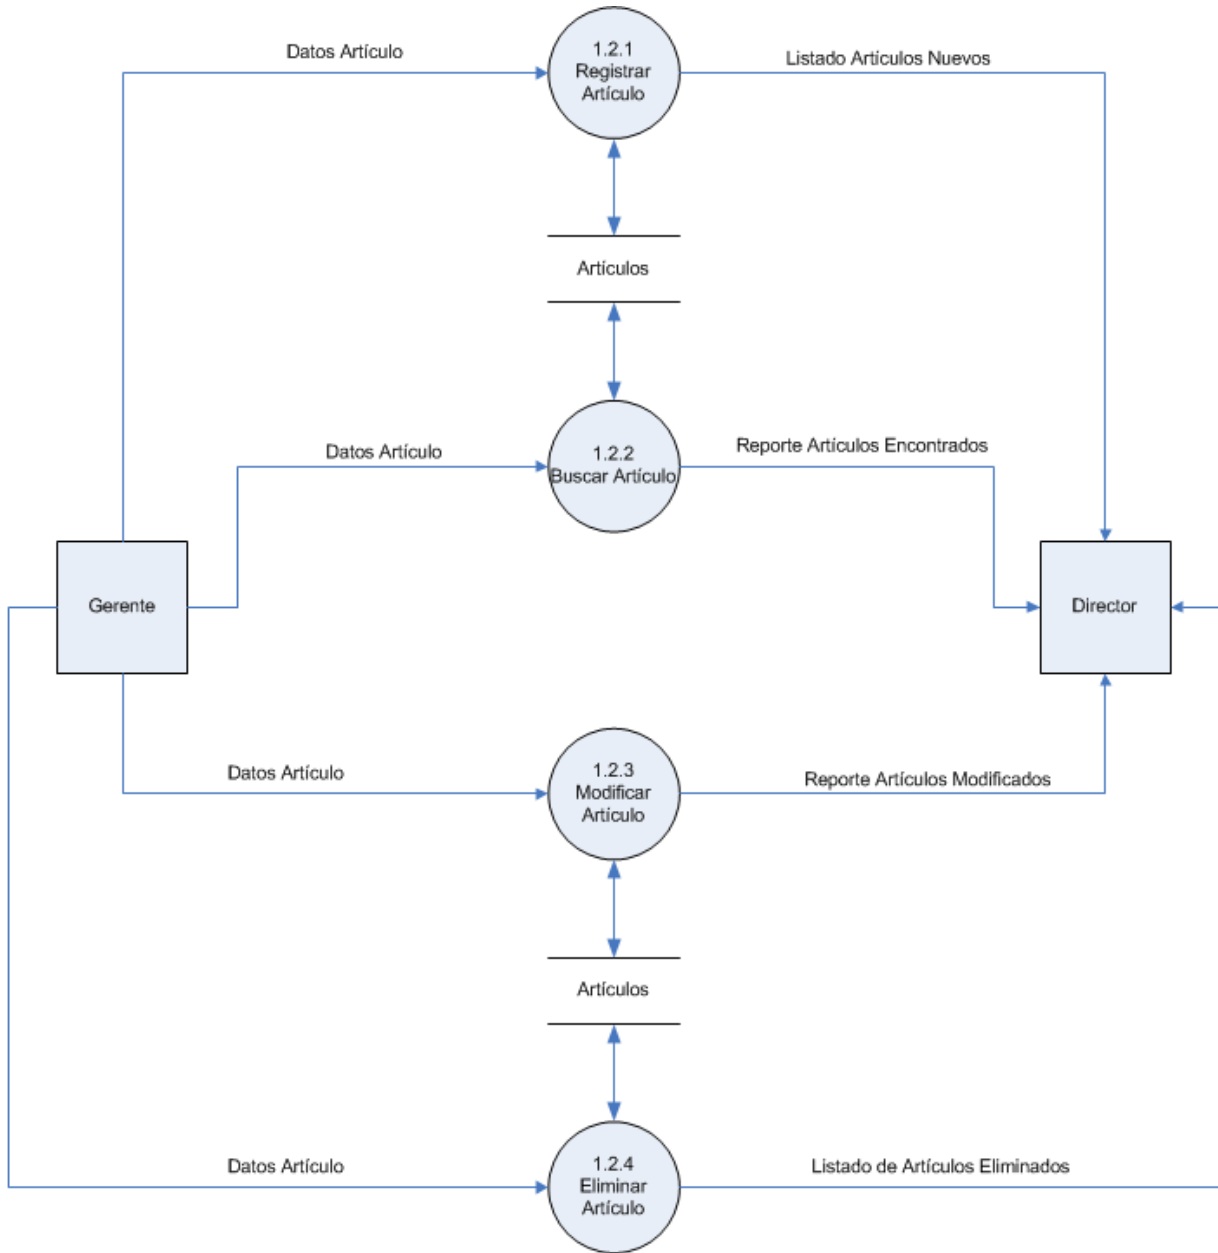 Datos Artículo
1.2.1
Registrar
Artículo
Listado Artículos Nuevos
Artículos
Datos Artículo
1.2.2
Buscar Artículo
Reporte Artículos Encontrados
Gerente
Director
Datos Artículo
1.2.3
Modificar
Artículo
Reporte Artículos Modificados
Artículos
Datos Artículo
1.2.4
Eliminar
Artículo
Listado de Artículos Eliminados